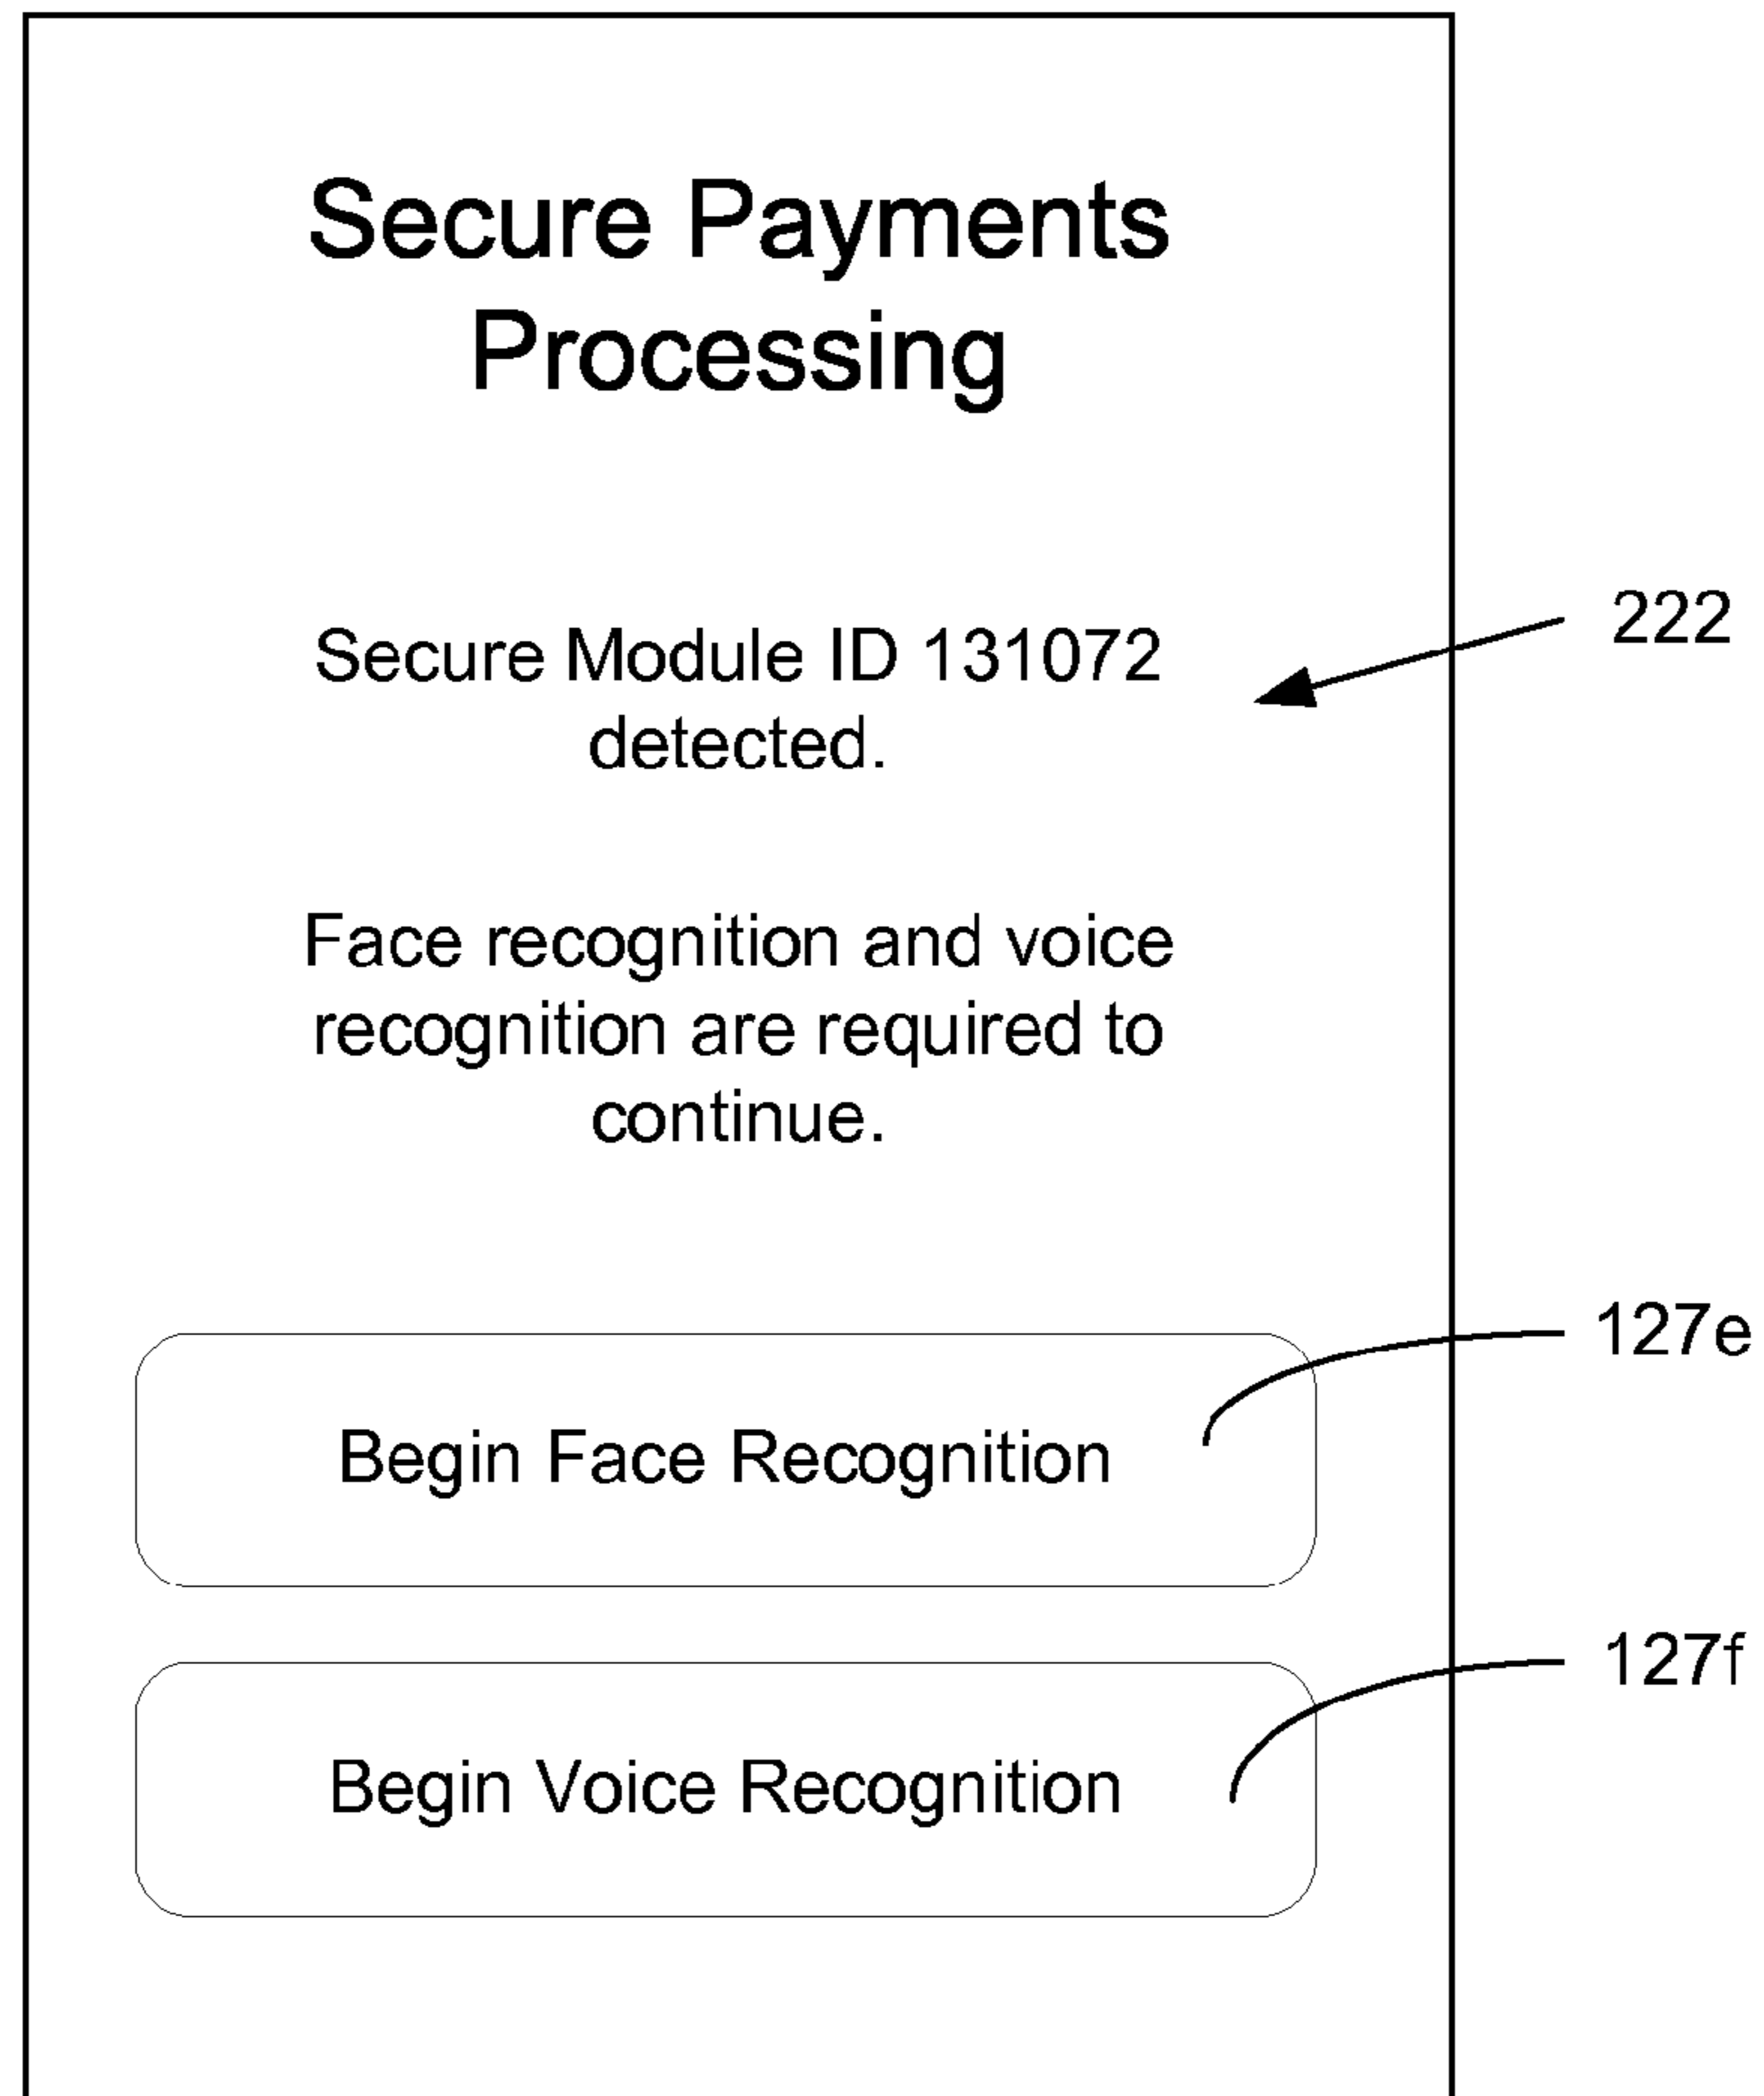 Secure Payments
Processing
222
Secure Module ID 131072
detected.
Face recognition and voice
recognition are required to
continue.
127e
Begin Face Recognition
127f
Begin Voice Recognition